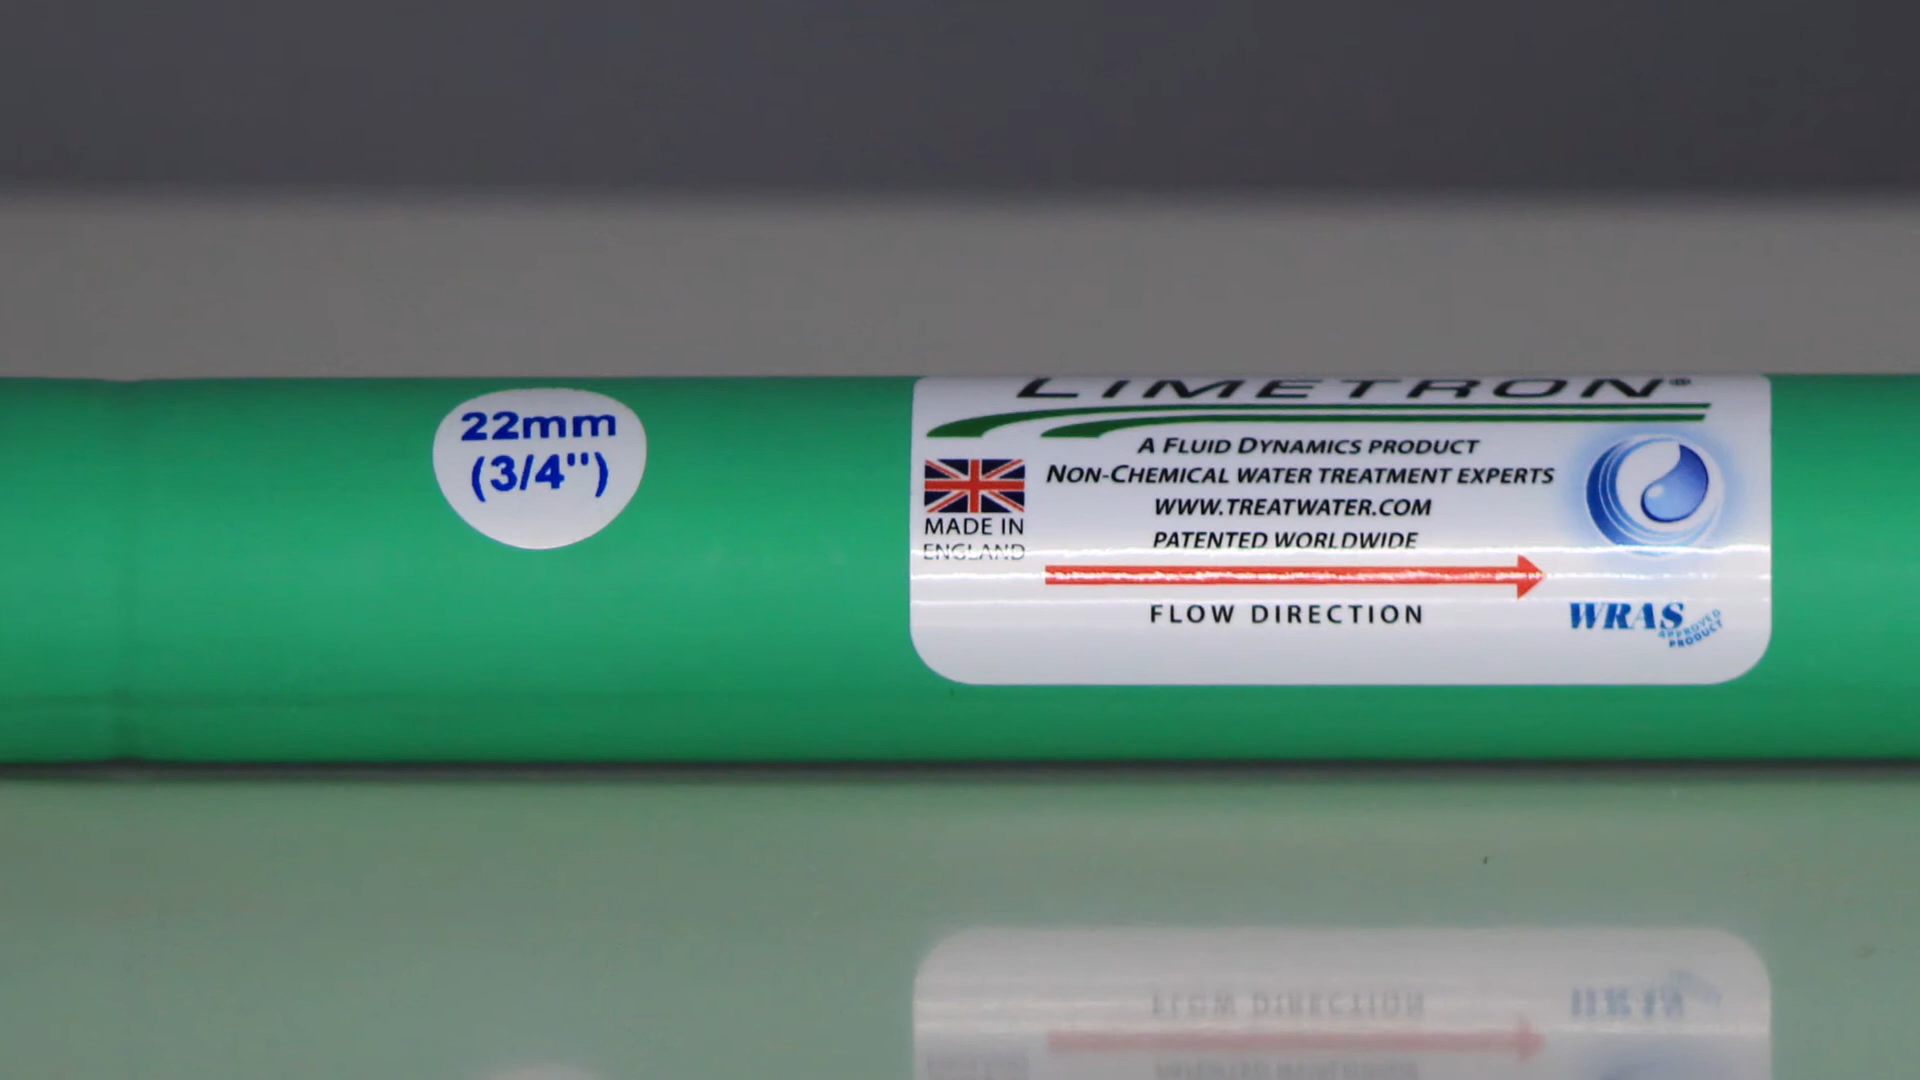 22mm
(3/4")
LIMETRON®
A FLUID DYNAMICS PRODUCT
NON-CHEMICAL WATER TREATMENT EXPERTS
WWW.TREATWATER.COM
PATENTED WORLDWIDE
MADE IN
ENGLAND
FLOW DIRECTION
WRAS
APPROVED
PRODUCT